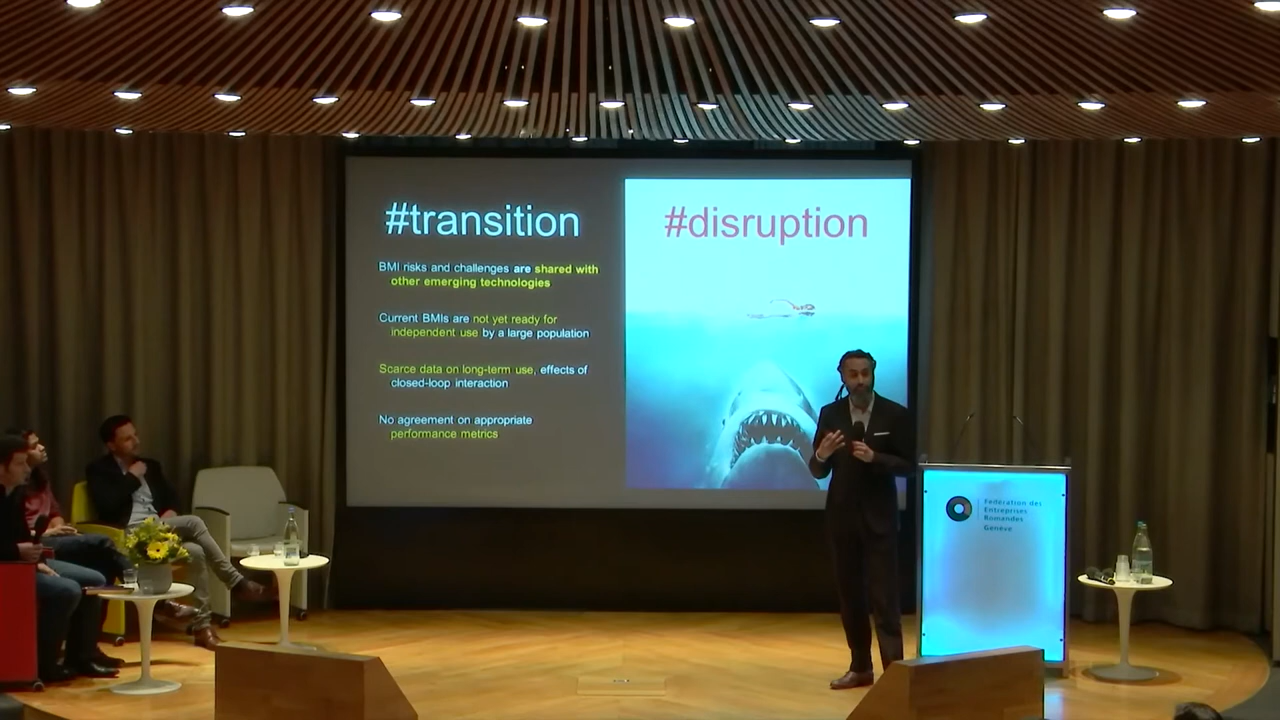 #transition
BMI risks and challenges are shared with
other emerging technologies
Current BMIs are not yet ready for
independent use by a large population
Scarce data on long-term use, effects of
closed-loop interaction
No agreement on appropriate
performance metrics
#disruption
Fédération des
Entreprises
Romandes
Genève